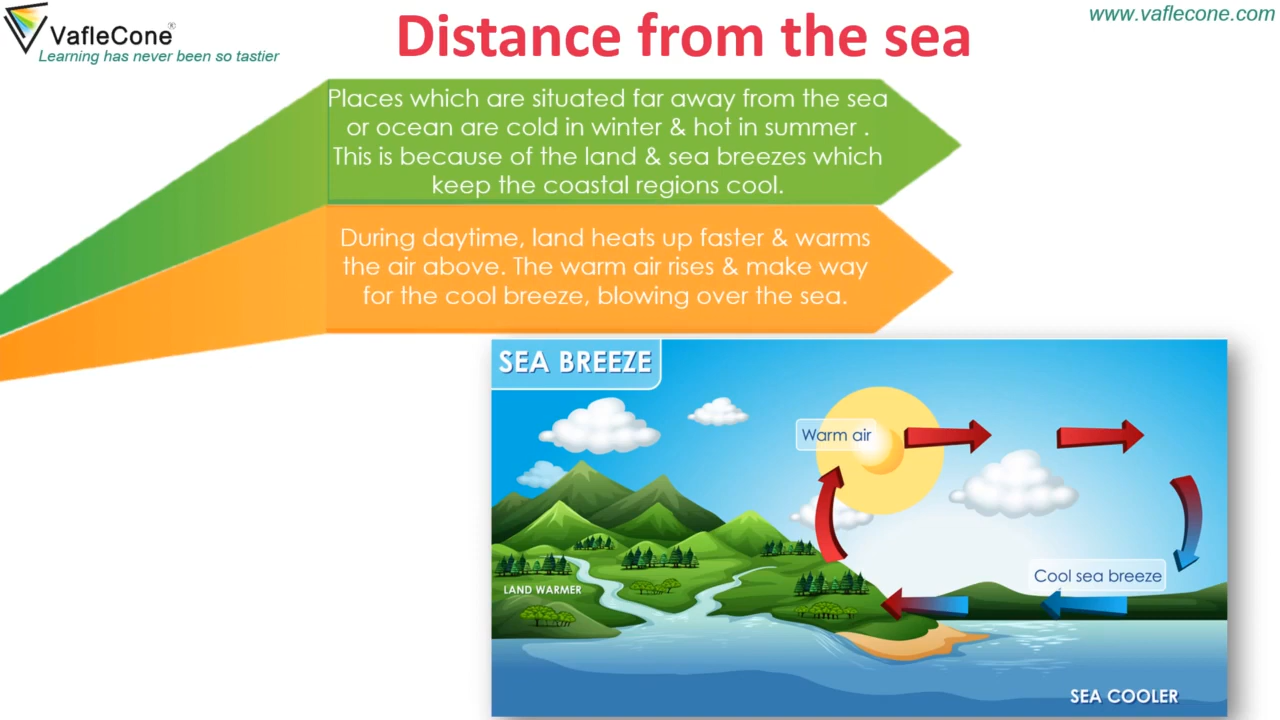 VafleCone®
Learning has never been so tastier
Distance from the sea
www.vaflecone.com
Places which are situated far away from the sea
or ocean are cold in winter & hot in summer .
This is because of the land & sea breezes which
keep the coastal regions cool.
During daytime, land heats up faster & warms
the air above. The warm air rises & make way
for the cool breeze, blowing over the sea.
SEA BREEZE
Warm air
Cool sea breeze
LAND WARMER
SEA COOLER